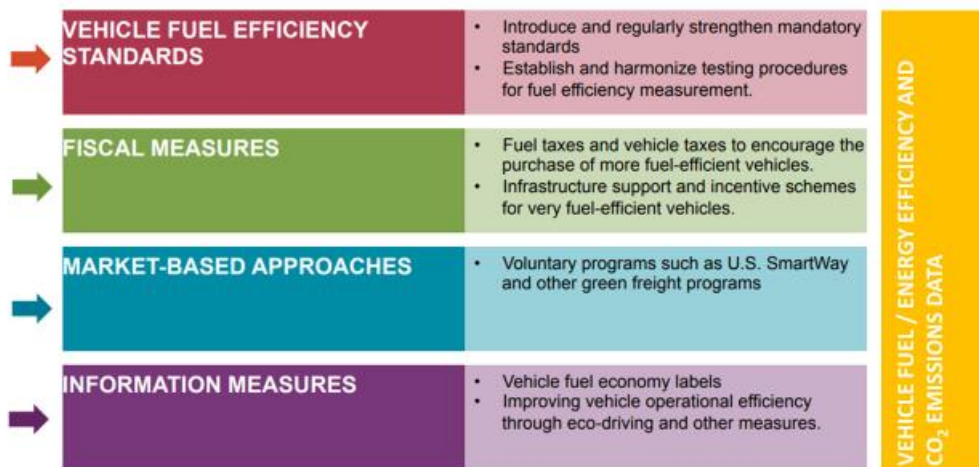 VEHICLE FUEL EFFICIENCY
STANDARDS
• Introduce and regularly strengthen mandatory
standards
• Establish and harmonize testing procedures
for fuel efficiency measurement.
FISCAL MEASURES
• Fuel taxes and vehicle taxes to encourage the
purchase of more fuel-efficient vehicles.
• Infrastructure support and incentive schemes
for very fuel-efficient vehicles.
MARKET-BASED APPROACHES
• Voluntary programs such as U.S. SmartWay
and other green freight programs
INFORMATION MEASURES
• Vehicle fuel economy labels
• Improving vehicle operational efficiency
through eco-driving and other measures.
VEHICLE FUEL / ENERGY EFFICIENCY AND
CO₂ EMISSIONS DATA